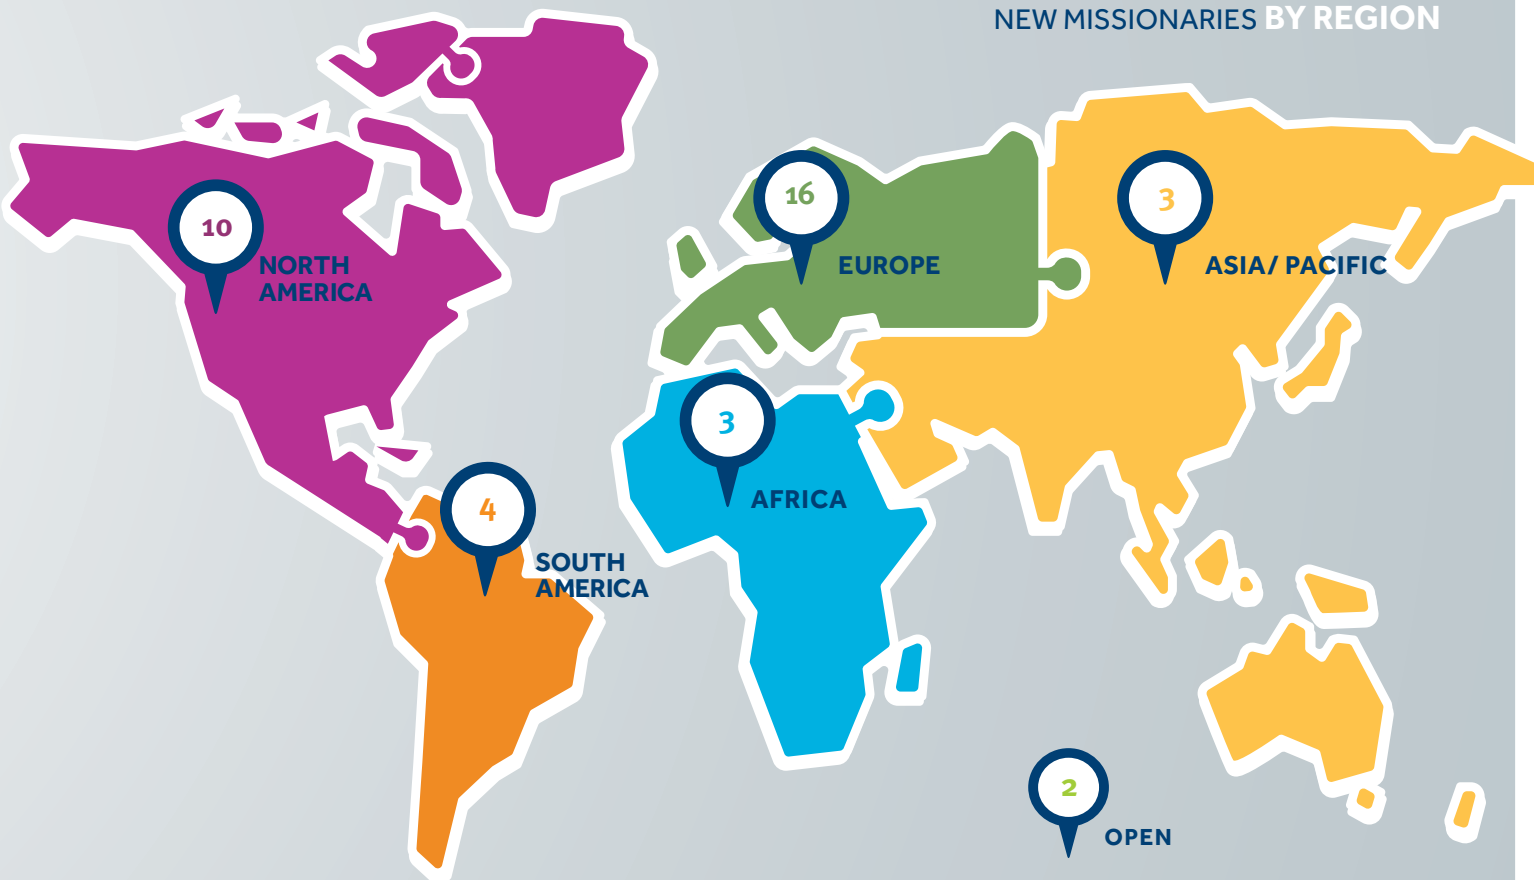 NEW MISSIONARIES BY REGION
10
NORTH
AMERICA
16
EUROPE
3
ASIA/ PACIFIC
3
AFRICA
4
SOUTH
AMERICA
2
OPEN